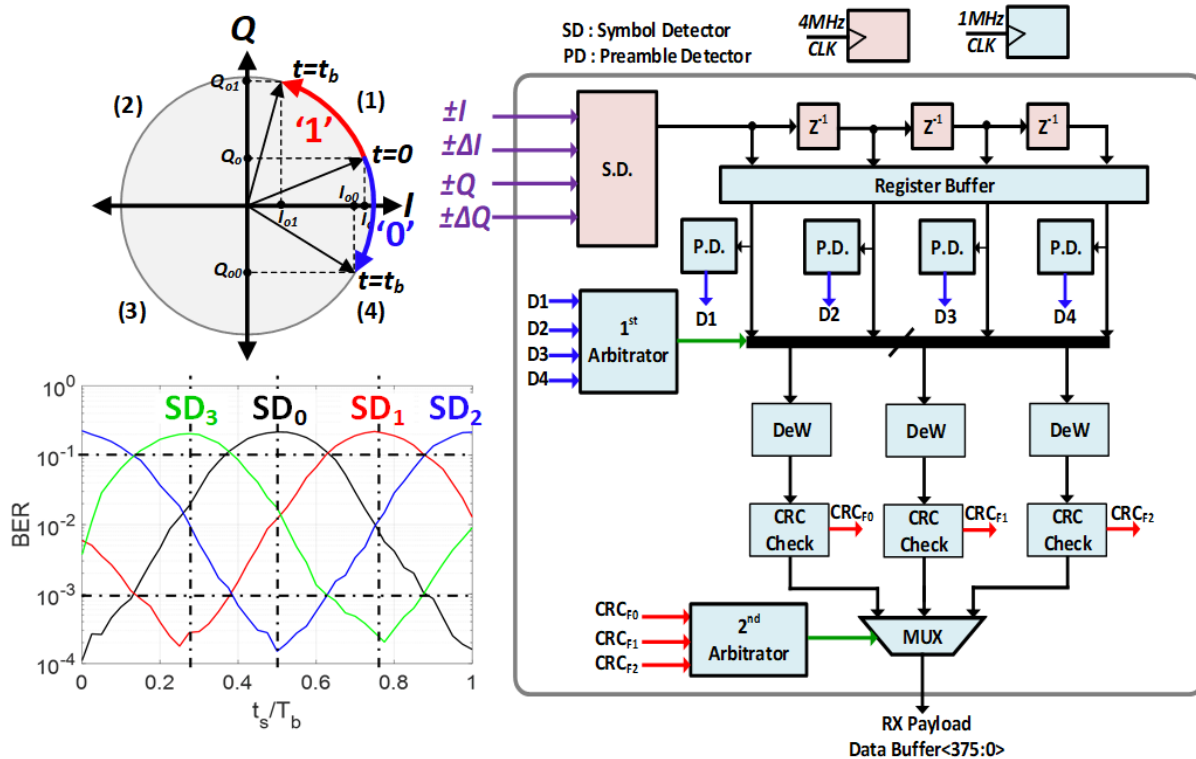 Q
Qo1
t=tb
(2)
(1)
'1'
Qo
t=0
Io1
Io0
I
'0'
Qo0
t=tb
(3)
(4)
SD : Symbol Detector
PD : Preamble Detector
4MHz
CLK
1MHz
CLK
±I
±ΔI
±Q
±ΔQ
S.D.
Z⁻¹
Z⁻¹
Z⁻¹
Register Buffer
P.D.
P.D.
P.D.
P.D.
D1
D2
D3
D4
D1
D2
D3
D4
1st
Arbitrator
DeW
DeW
DeW
CRC
Check
CRCF0
CRC
Check
CRCF1
CRC
Check
CRCF2
CRCF0
CRCF1
CRCF2
2nd
Arbitrator
MUX
RX Payload
Data Buffer<375:0>
SD3
SD0
SD1
SD2
BER
10⁰
10⁻¹
10⁻²
10⁻³
10⁻⁴
0
0.2
0.4
0.6
0.8
1
ts/Tb